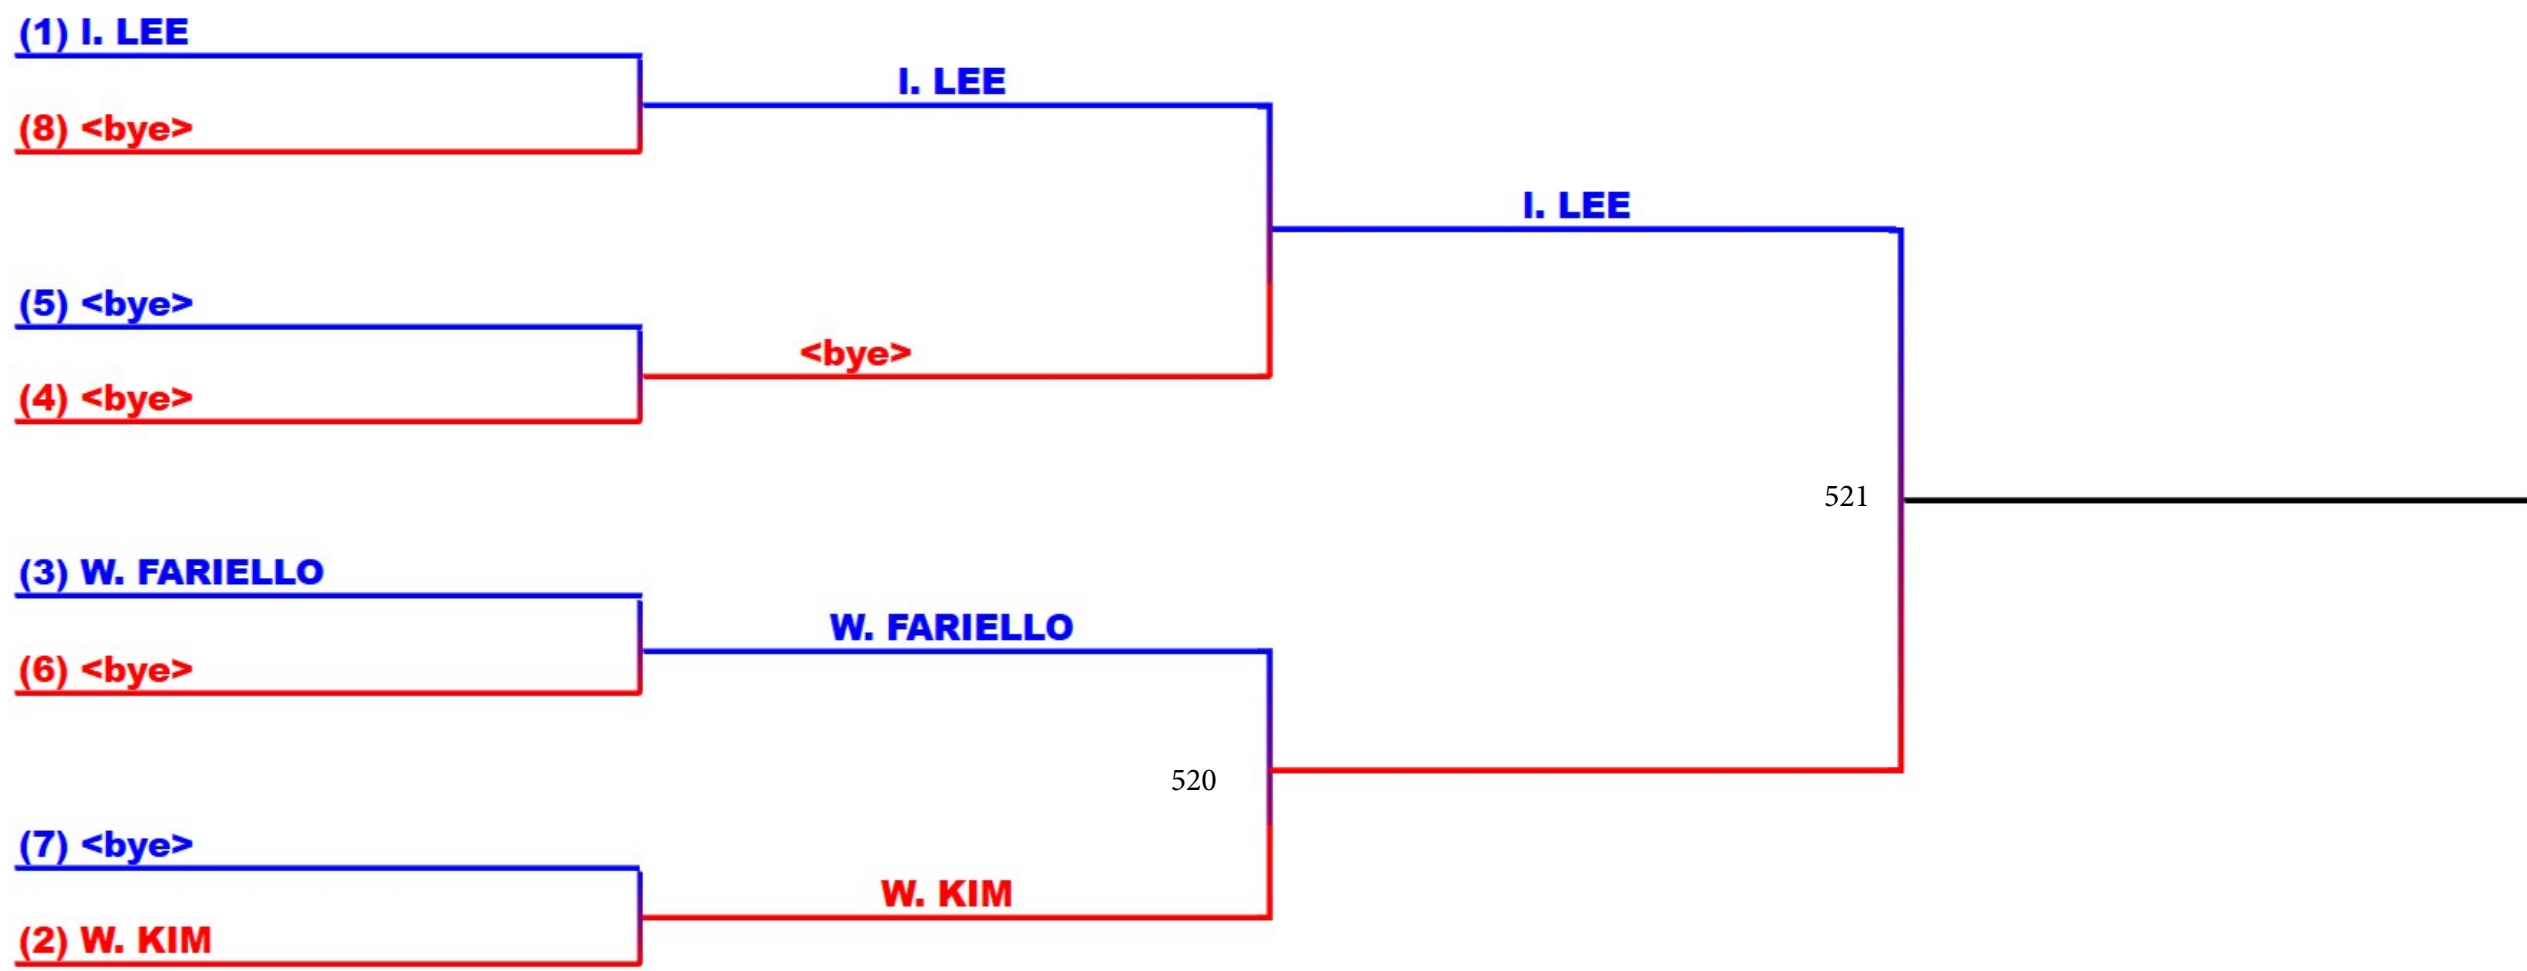 (1) I. LEE
I. LEE
(8) <bye>
I. LEE
(5) <bye>
<bye>
(4) <bye>
521
(3) W. FARIELLO
W. FARIELLO
(6) <bye>
520
(7) <bye>
W. KIM
(2) W. KIM